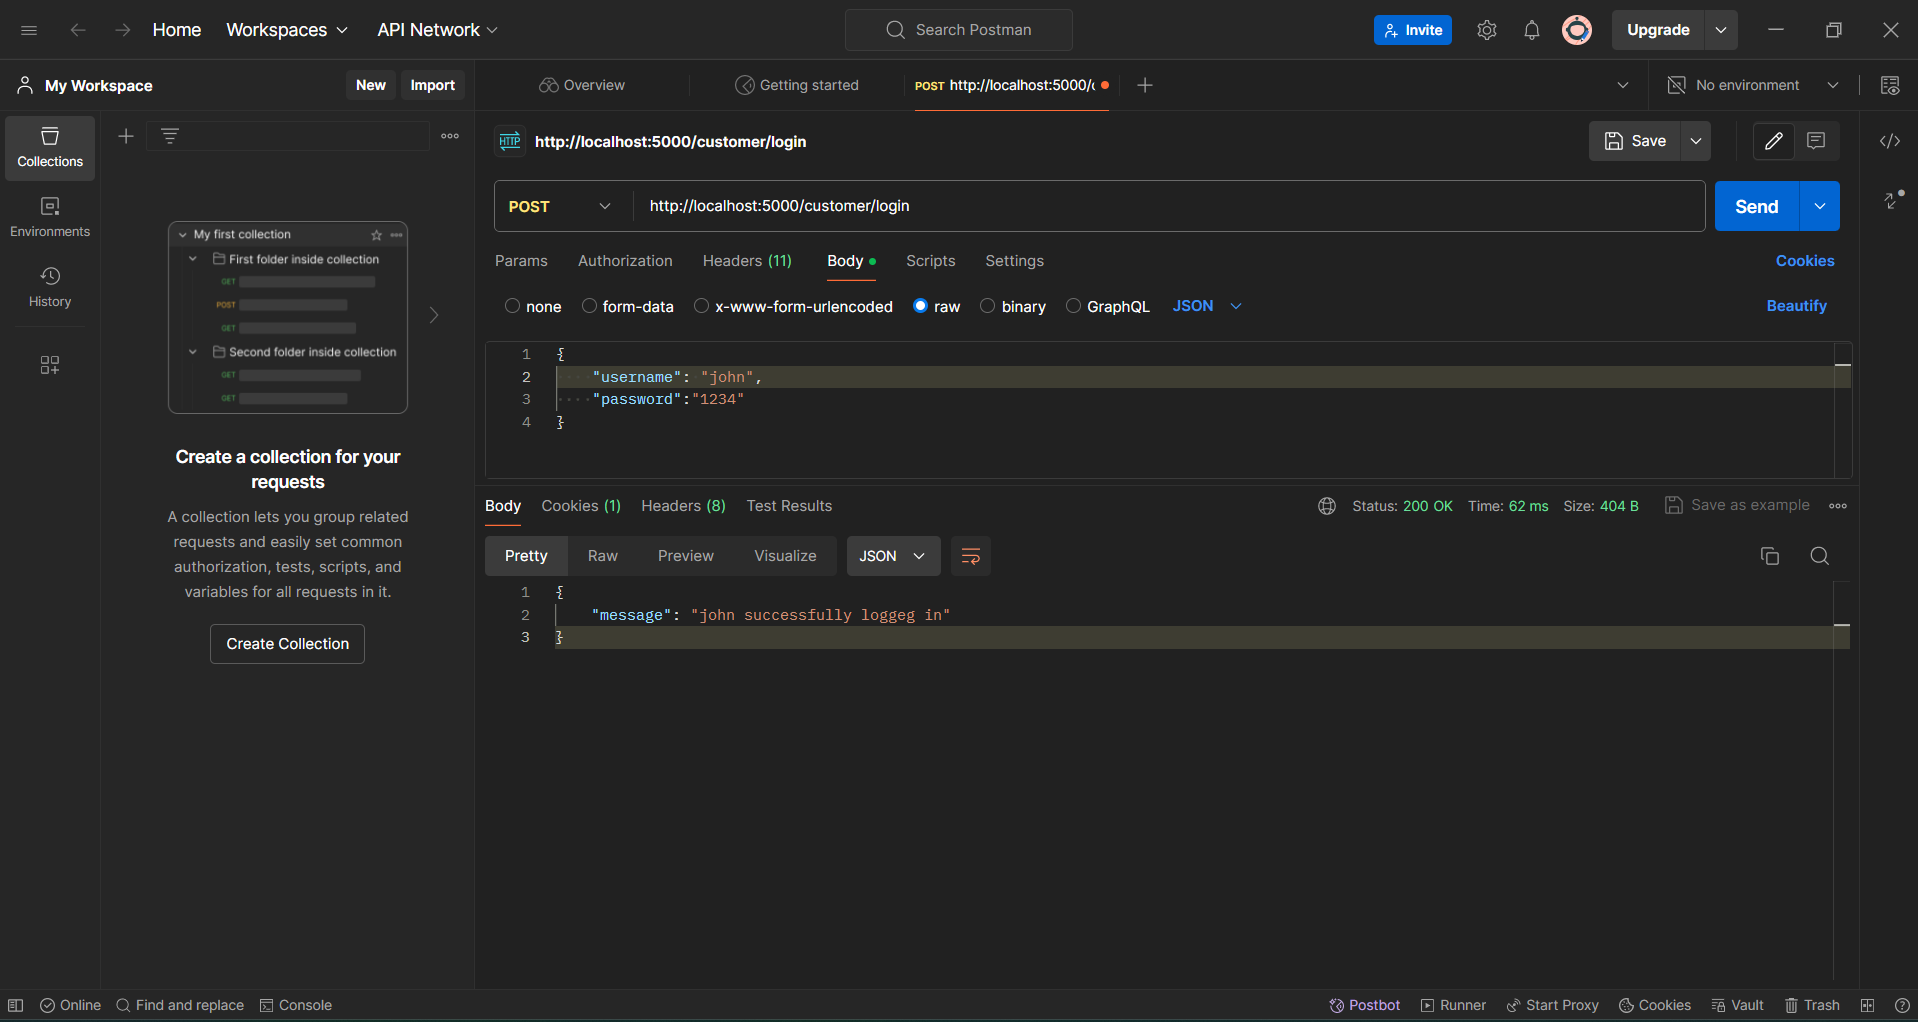 Home Workspaces API Network Search Postman Invite Upgrade
My Workspace New Import Overview Getting started POST http://localhost:5000/ No environment
Collections
Environments
History
My first collection
First folder inside collection
GET
POST
GET
Second folder inside collection
GET
GET
Create a collection for your
requests
A collection lets you group related
requests and easily set common
authorization, tests, scripts, and
variables for all requests in it.
Create Collection
HTTP http://localhost:5000/customer/login Save
POST http://localhost:5000/customer/login Send
Params Authorization Headers (11) Body Scripts Settings Cookies
none form-data x-www-form-urlencoded raw binary GraphQL JSON Beautify
1 {
2 "username": "john",
3 "password":"1234"
4 }
Body Cookies (1) Headers (8) Test Results Status: 200 OK Time: 62 ms Size: 404 B Save as example
Pretty Raw Preview Visualize JSON
1 {
2 "message": "john successfully loggeg in"
3 }
Online Find and replace Console Postbot Runner Start Proxy Cookies Vault Trash